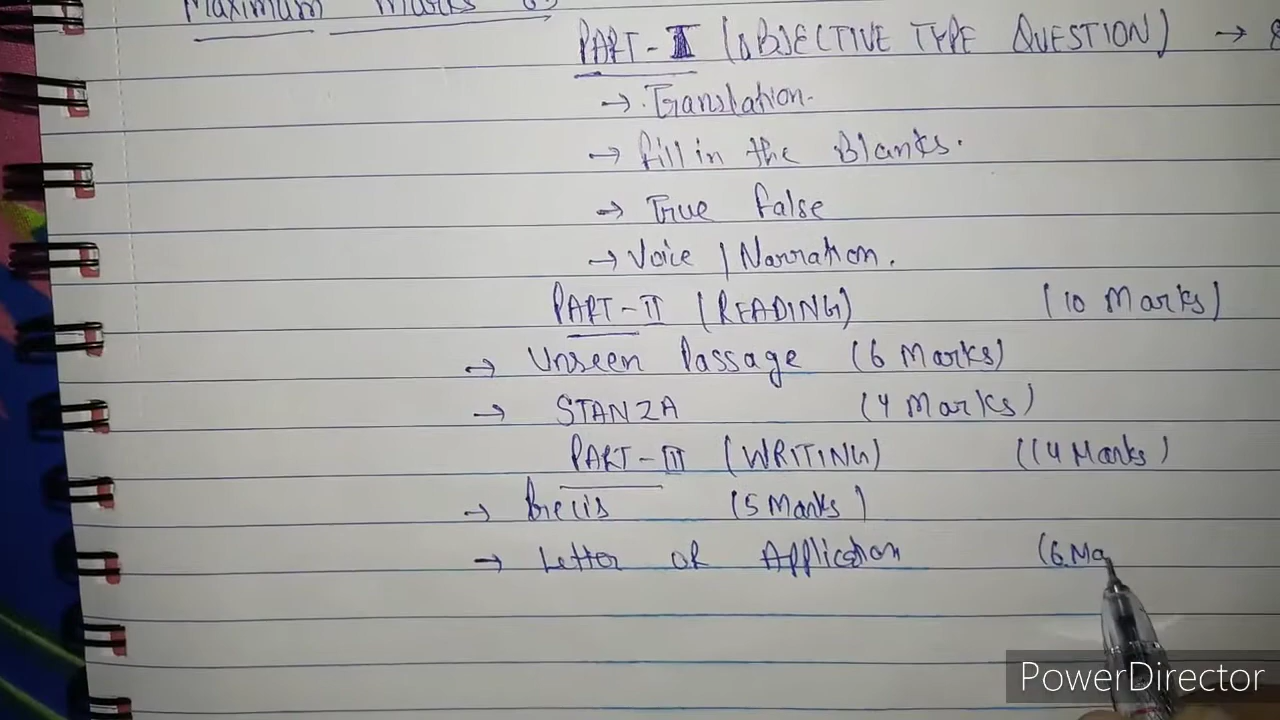 Maximum Marks
PART-I (OBJECTIVE TYPE QUESTION) →
→ Translation.
→ fill in the Blanks.
→ True false
→ Voice / Narration.
PART-II (READING) (10 Marks)
→ Unseen Passage (6 Marks)
→ STANZA (4 Marks)
PART-III (WRITING) (14 Marks)
→ Precis (5 Marks)
→ Letter or Application (6 Ma
PowerDirector